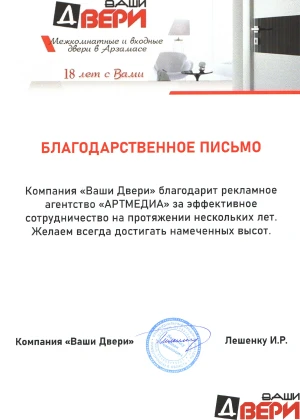 ВАШИ
ДВЕРИ
Межкомнатные и входные
двери в Арзамасе
18 лет с Вами
БЛАГОДАРСТВЕННОЕ ПИСЬМО
Компания «Ваши Двери» благодарит рекламное
агентство «АРТМЕДИА» за эффективное
сотрудничество на протяжении нескольких лет.
Желаем всегда достигать намеченных высот.
Компания «Ваши Двери»
Лешенку И.Р.
ВАШИ
ДВЕРИ